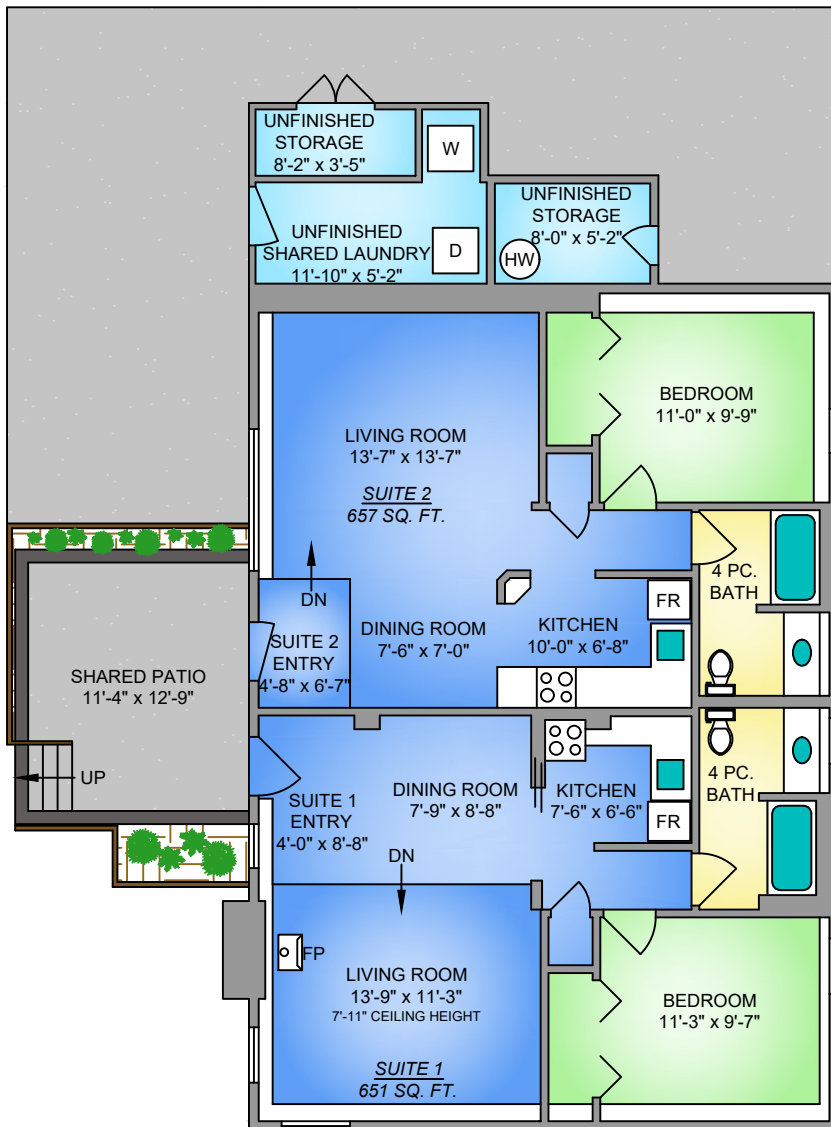 UNFINISHED
STORAGE
8'-2" x 3'-5"
W
UNFINISHED
SHARED LAUNDRY
11'-10" x 5'-2"
D
UNFINISHED
STORAGE
8'-0" x 5'-2"
HW
BEDROOM
11'-0" x 9'-9"
LIVING ROOM
13'-7" x 13'-7"
SUITE 2
657 SQ. FT.
4 PC.
BATH
DN
FR
SUITE 2
ENTRY
4'-8" x 6'-7"
DINING ROOM
7'-6" x 7'-0"
KITCHEN
10'-0" x 6'-8"
SHARED PATIO
11'-4" x 12'-9"
UP
SUITE 1
ENTRY
4'-0" x 8'-8"
DINING ROOM
7'-9" x 8'-8"
KITCHEN
7'-6" x 6'-6"
FR
4 PC.
BATH
DN
FP
LIVING ROOM
13'-9" x 11'-3"
7'-11" CEILING HEIGHT
SUITE 1
651 SQ. FT.
BEDROOM
11'-3" x 9'-7"